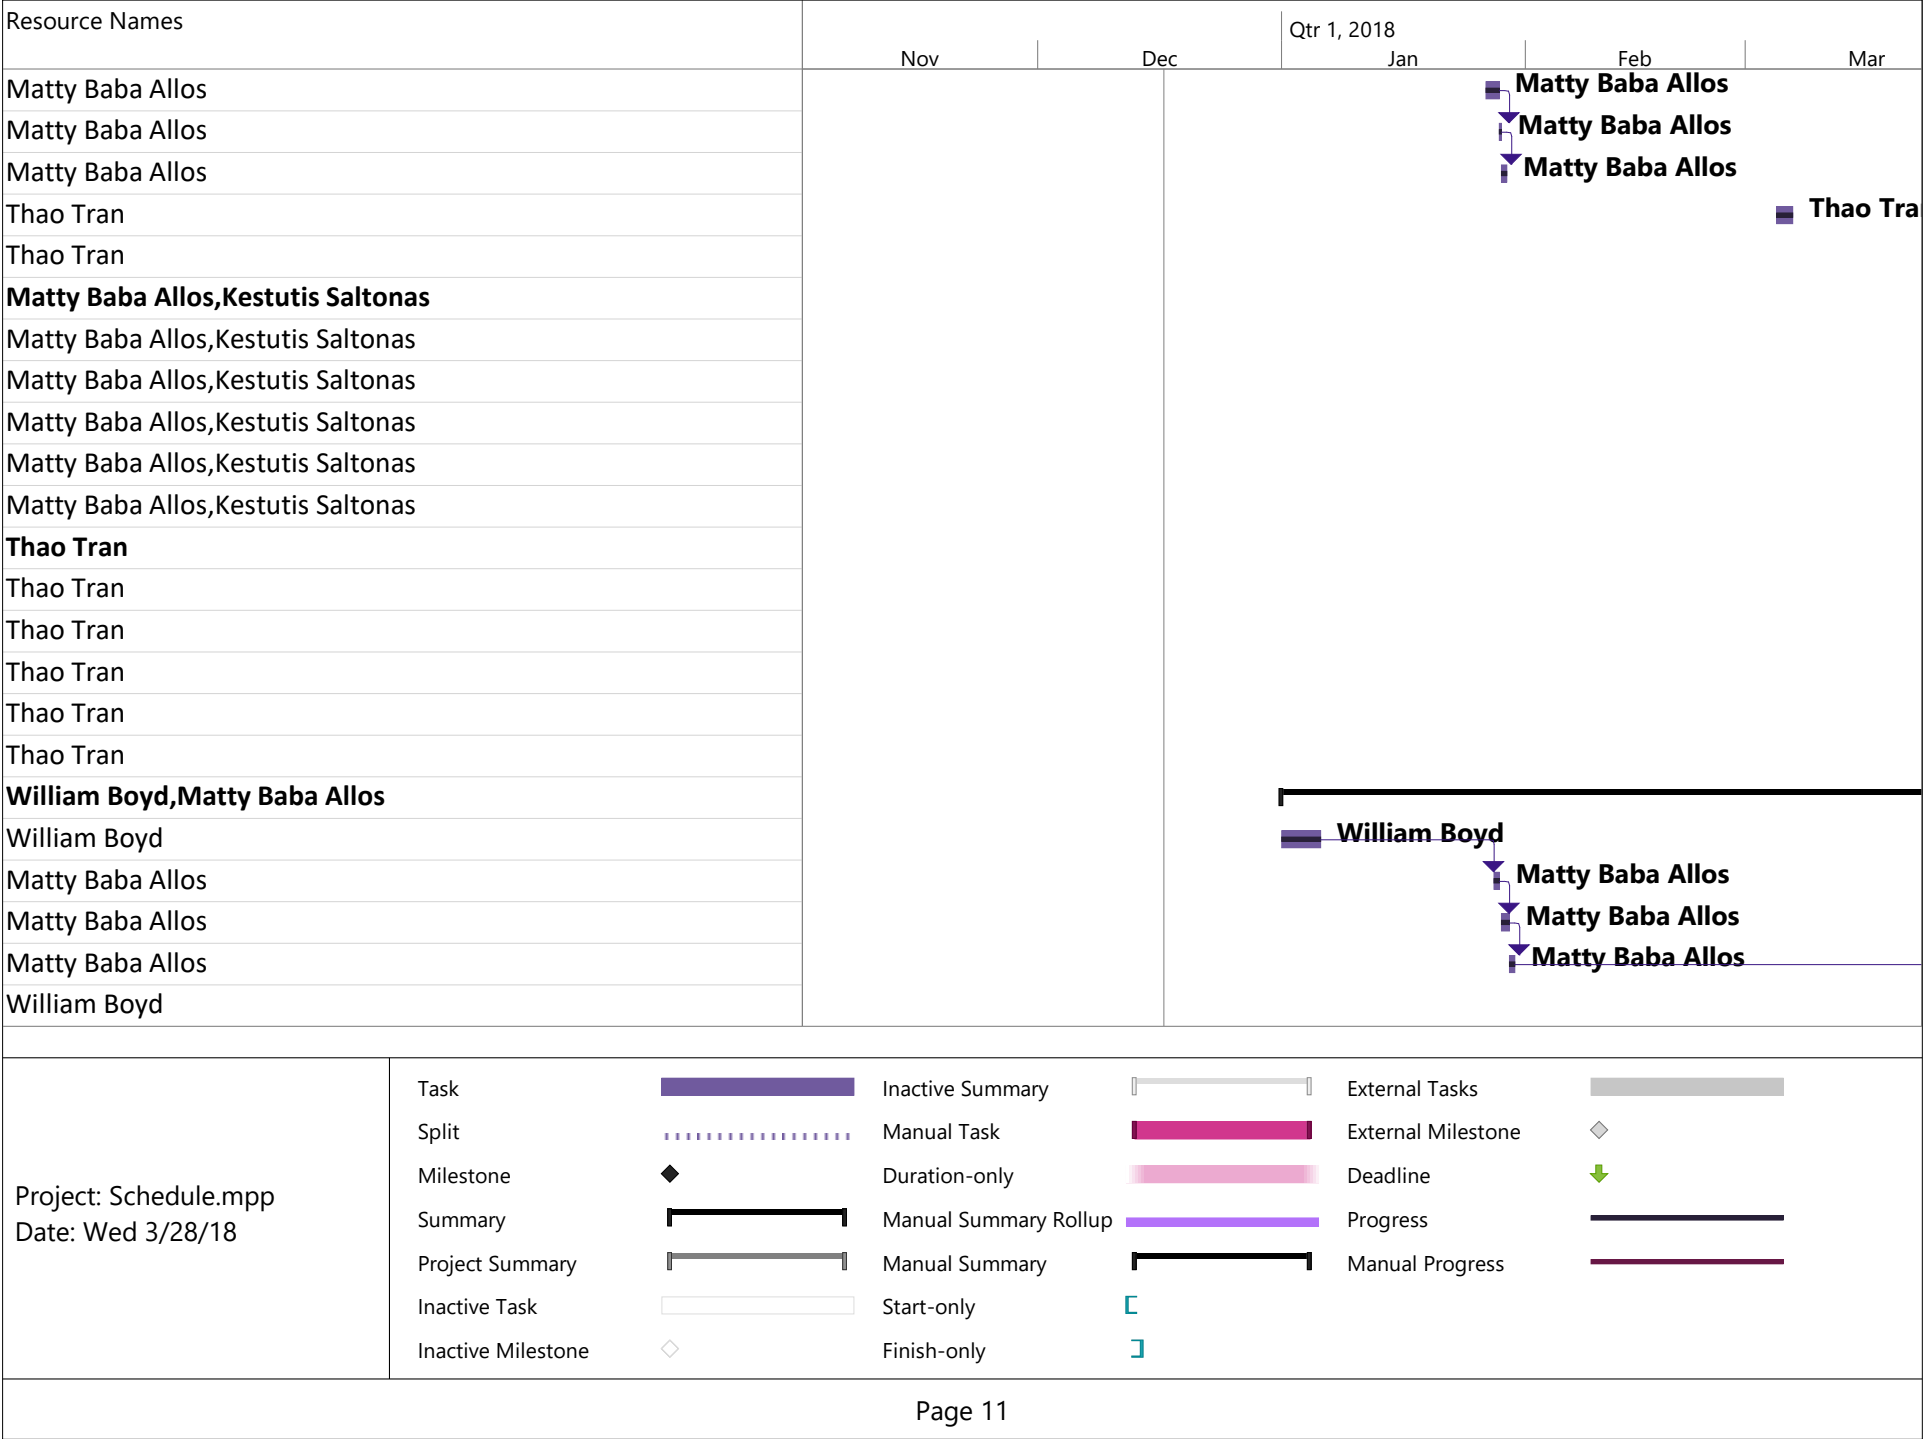 Resource Names
Qtr 1, 2018
Nov Dec Jan Feb Mar
Matty Baba Allos Matty Baba Allos
Matty Baba Allos Matty Baba Allos
Matty Baba Allos Matty Baba Allos
Thao Tran Thao Tra
Thao Tran
Matty Baba Allos,Kestutis Saltonas
Matty Baba Allos,Kestutis Saltonas
Matty Baba Allos,Kestutis Saltonas
Matty Baba Allos,Kestutis Saltonas
Matty Baba Allos,Kestutis Saltonas
Matty Baba Allos,Kestutis Saltonas
Thao Tran
Thao Tran
Thao Tran
Thao Tran
Thao Tran
Thao Tran
William Boyd,Matty Baba Allos
William Boyd William Boyd
Matty Baba Allos Matty Baba Allos
Matty Baba Allos Matty Baba Allos
Matty Baba Allos Matty Baba Allos
William Boyd
Project: Schedule.mpp
Date: Wed 3/28/18
Task
Split
Milestone
Summary
Project Summary
Inactive Task
Inactive Milestone
Inactive Summary
Manual Task
Duration-only
Manual Summary Rollup
Manual Summary
Start-only
Finish-only
External Tasks
External Milestone
Deadline
Progress
Manual Progress
Page 11